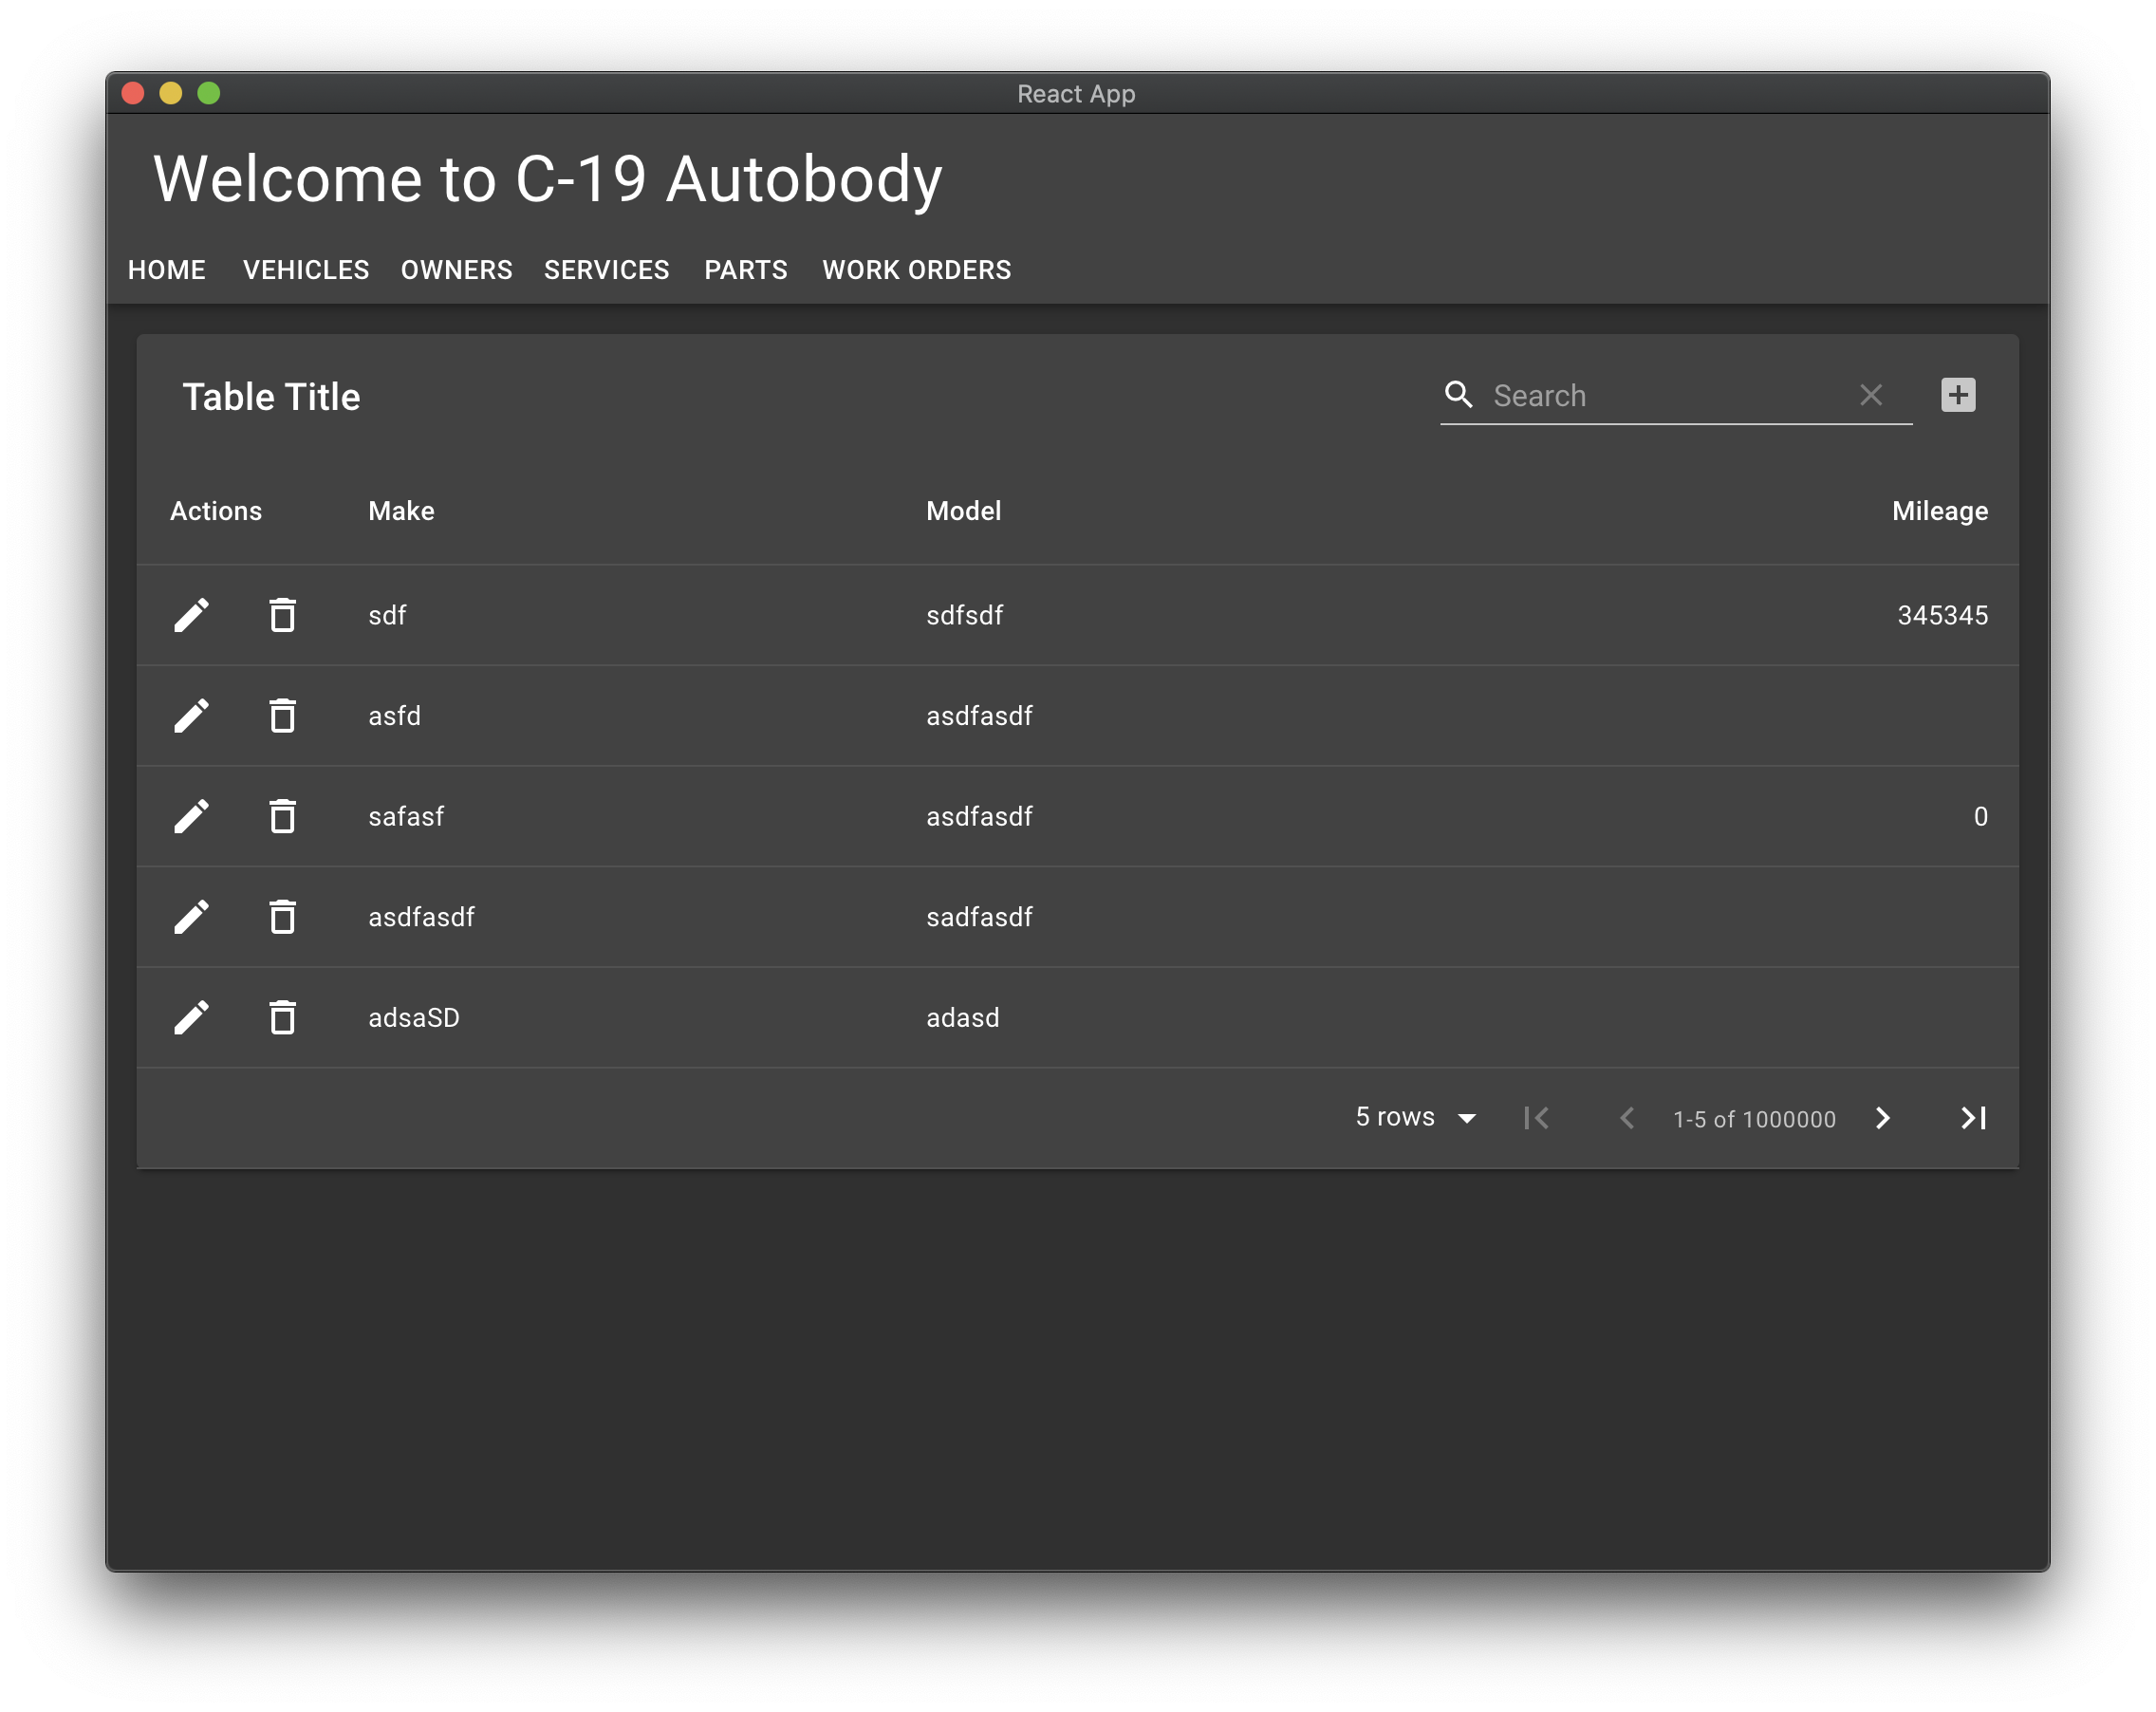 React App
Welcome to C-19 Autobody
HOME VEHICLES OWNERS SERVICES PARTS WORK ORDERS
Table Title Search
Actions Make Model Mileage
sdf sdfsdf 345345
asfd asdfasdf
safasf asdfasdf 0
asdfasdf sadfasdf
adsaSD adasd
5 rows 1-5 of 1000000